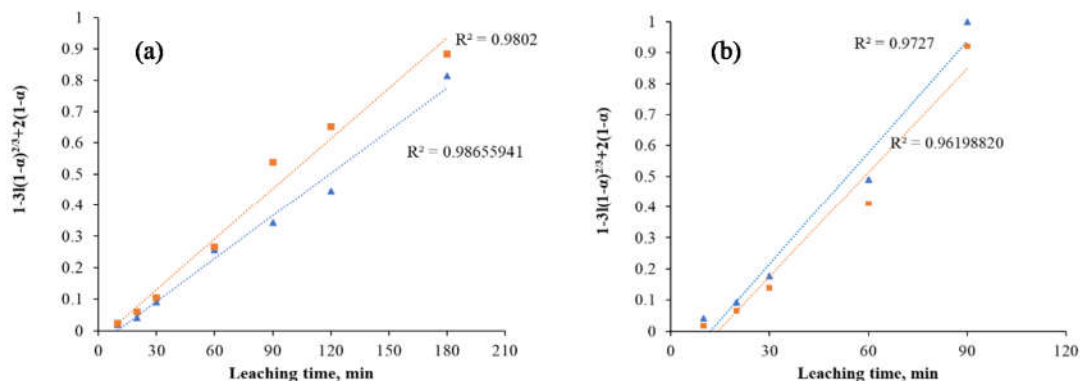 (a)
1-3l(1-α)^2/3+2(1-α)
1
0.9
0.8
0.7
0.6
0.5
0.4
0.3
0.2
0.1
0
R² = 0.9802
R² = 0.98655941
0 30 60 90 120 150 180 210
Leaching time, min
(b)
1-3l(1-α)^2/3+2(1-α)
1
0.9
0.8
0.7
0.6
0.5
0.4
0.3
0.2
0.1
0
R² = 0.9727
R² = 0.96198820
0 30 60 90 120
Leaching time, min